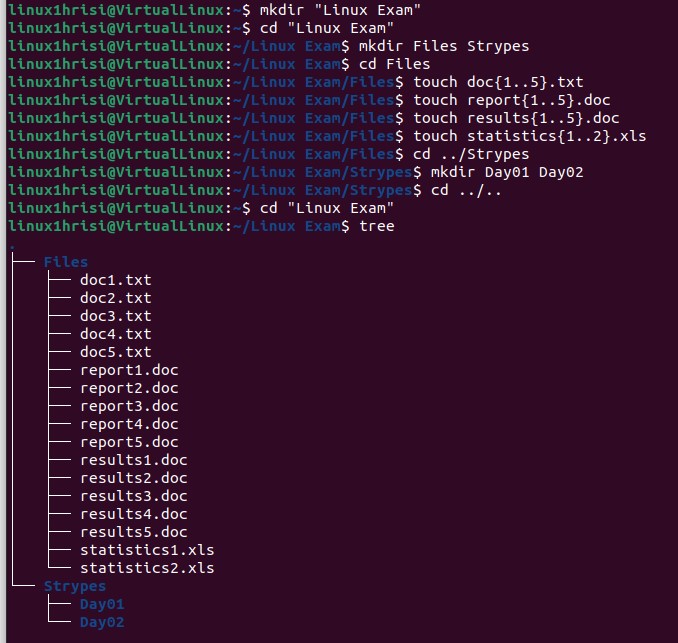 linux1hrisi@VirtualLinux:~$ mkdir "Linux Exam"
linux1hrisi@VirtualLinux:~$ cd "Linux Exam"
linux1hrisi@VirtualLinux:~/Linux Exam$ mkdir Files Strypes
linux1hrisi@VirtualLinux:~/Linux Exam$ cd Files
linux1hrisi@VirtualLinux:~/Linux Exam/Files$ touch doc{1..5}.txt
linux1hrisi@VirtualLinux:~/Linux Exam/Files$ touch report{1..5}.doc
linux1hrisi@VirtualLinux:~/Linux Exam/Files$ touch results{1..5}.doc
linux1hrisi@VirtualLinux:~/Linux Exam/Files$ touch statistics{1..2}.xls
linux1hrisi@VirtualLinux:~/Linux Exam/Files$ cd ../Strypes
linux1hrisi@VirtualLinux:~/Linux Exam/Strypes$ mkdir Day01 Day02
linux1hrisi@VirtualLinux:~/Linux Exam/Strypes$ cd ../..
linux1hrisi@VirtualLinux:~$ cd "Linux Exam"
linux1hrisi@VirtualLinux:~/Linux Exam$ tree
.
├── Files
│   ├── doc1.txt
│   ├── doc2.txt
│   ├── doc3.txt
│   ├── doc4.txt
│   ├── doc5.txt
│   ├── report1.doc
│   ├── report2.doc
│   ├── report3.doc
│   ├── report4.doc
│   ├── report5.doc
│   ├── results1.doc
│   ├── results2.doc
│   ├── results3.doc
│   ├── results4.doc
│   ├── results5.doc
│   ├── statistics1.xls
│   └── statistics2.xls
└── Strypes
    ├── Day01
    └── Day02